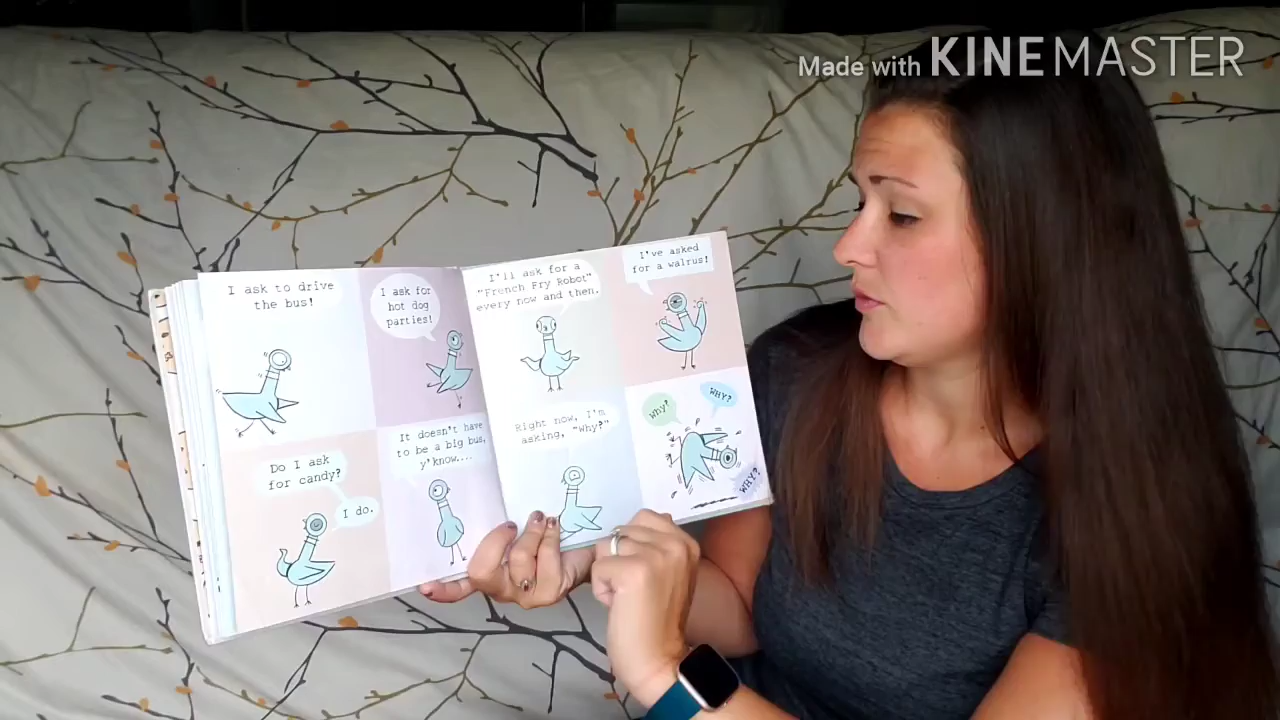 Made with KINEMASTER
I ask to drive
the bus!
I ask for
hot dog
parties!
Do I ask
for candy?
I do.
It doesn't have
to be a big bus,
y'know....
I'll ask for a
"French Fry Robot"
every now and then.
I've asked
for a walrus!
Right now, I'm
asking, "Why?"
Why?
WHY?
WHY?